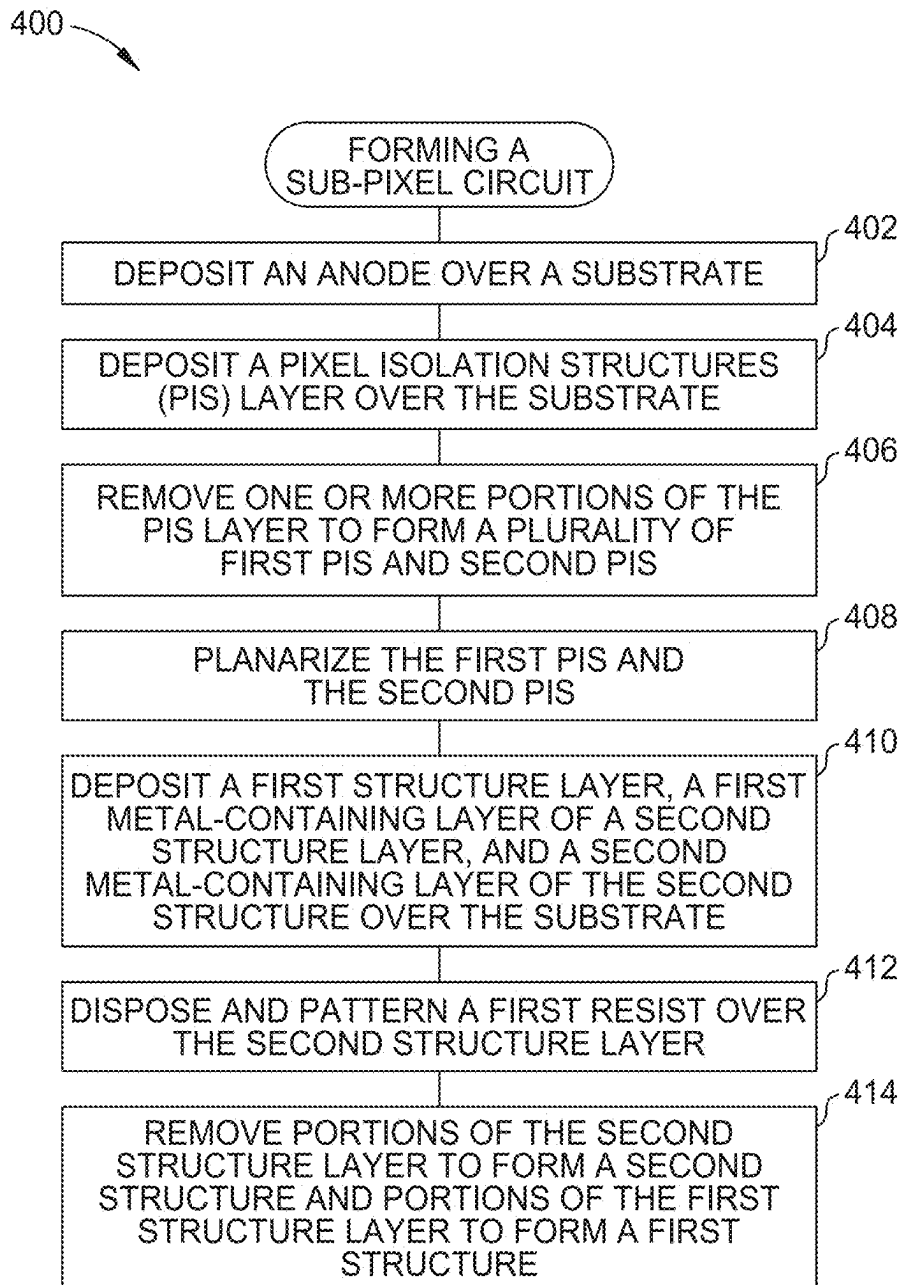 400
FORMING A
SUB-PIXEL CIRCUIT
402
DEPOSIT AN ANODE OVER A SUBSTRATE
404
DEPOSIT A PIXEL ISOLATION STRUCTURES
(PIS) LAYER OVER THE SUBSTRATE
406
REMOVE ONE OR MORE PORTIONS OF THE
PIS LAYER TO FORM A PLURALITY OF
FIRST PIS AND SECOND PIS
408
PLANARIZE THE FIRST PIS AND
THE SECOND PIS
410
DEPOSIT A FIRST STRUCTURE LAYER, A FIRST
METAL-CONTAINING LAYER OF A SECOND
STRUCTURE LAYER, AND A SECOND
METAL-CONTAINING LAYER OF THE SECOND
STRUCTURE OVER THE SUBSTRATE
412
DISPOSE AND PATTERN A FIRST RESIST OVER
THE SECOND STRUCTURE LAYER
414
REMOVE PORTIONS OF THE SECOND
STRUCTURE LAYER TO FORM A SECOND
STRUCTURE AND PORTIONS OF THE FIRST
STRUCTURE LAYER TO FORM A FIRST
STRUCTURE